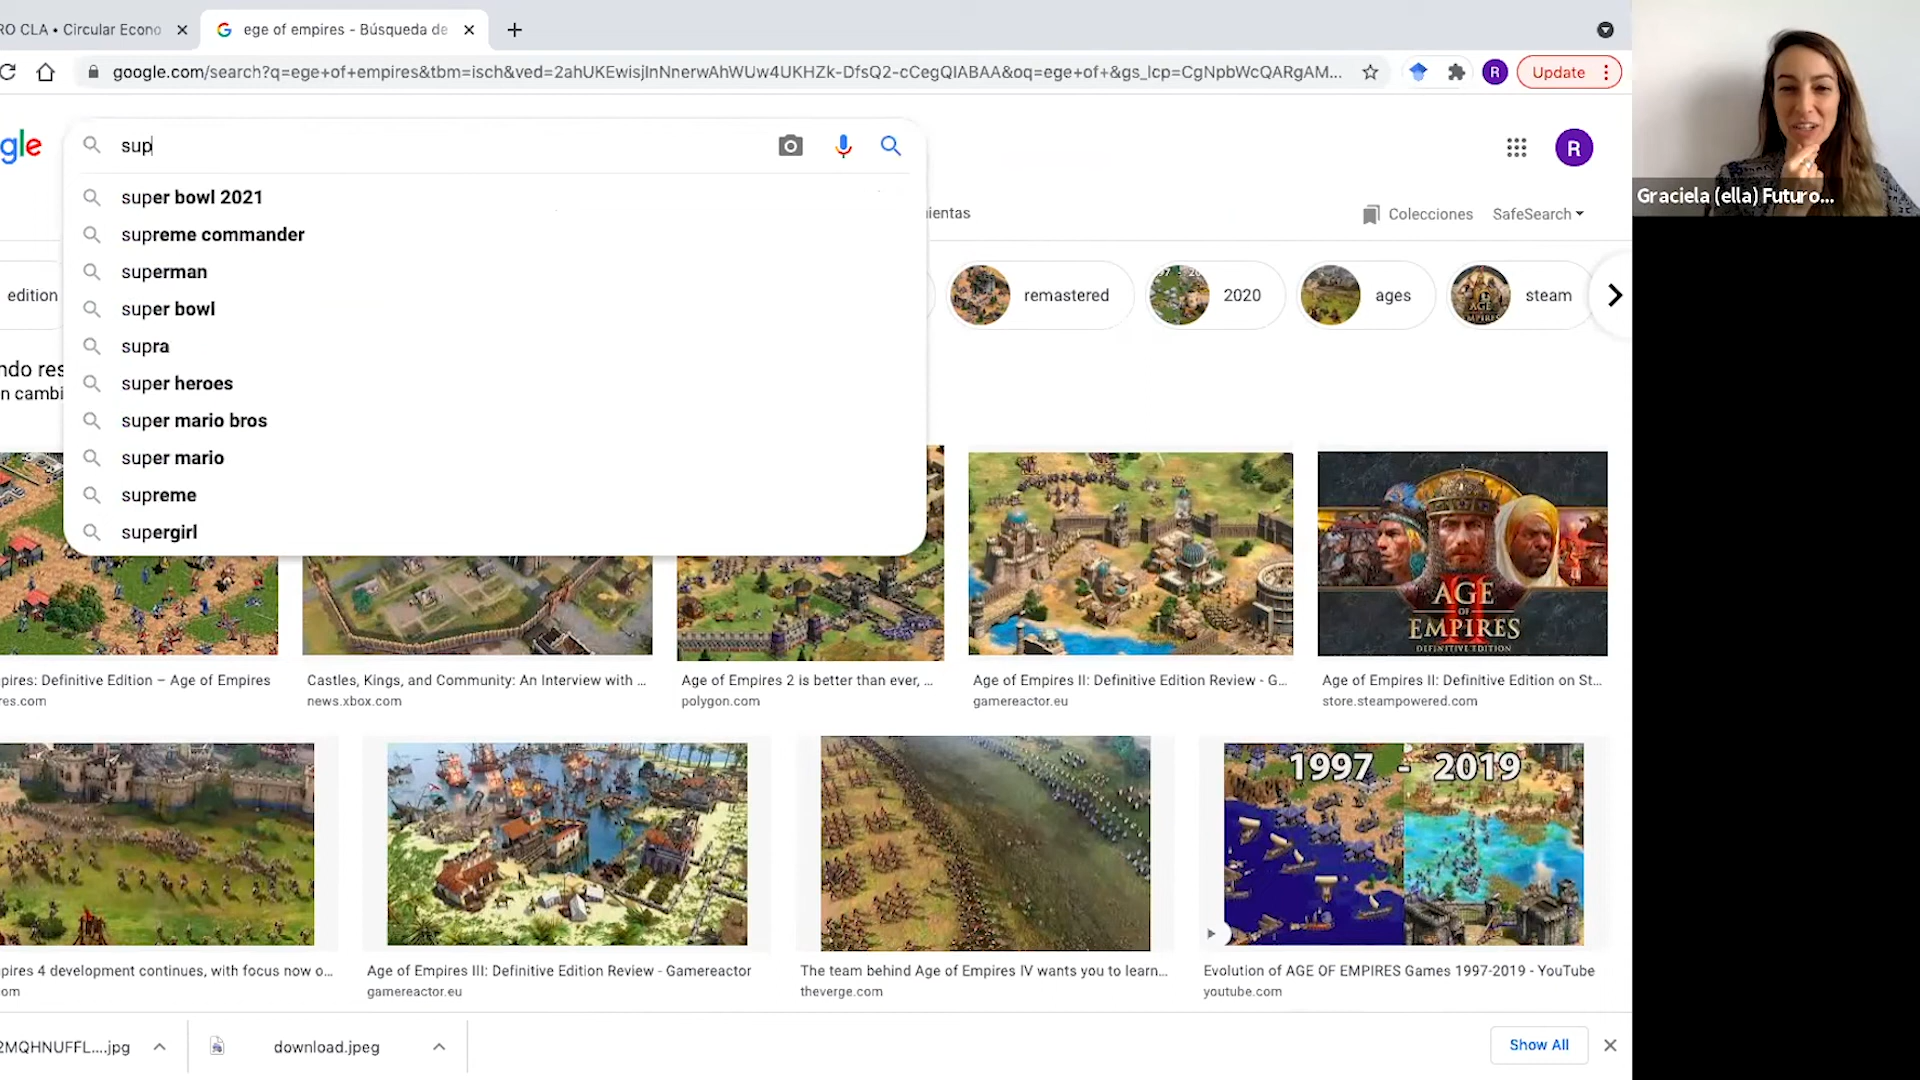 RO CLA • Circular Econo
ege of empires - Búsqueda de
google.com/search?q=ege+of+empires&tbm=isch&ved=2ahUKEwisjInNnerwAhWUw4UKHZk-DfsQ2-cCegQIABAA&oq=ege+of+&gs_lcp=CgNpbWcQARgAM...
R
Update
gle
sup
R
super bowl 2021
ientas
Colecciones
SafeSearch
supreme commander
superman
edition
remastered
2020
ages
steam
super bowl
supra
ndo res
super heroes
n cambi
super mario bros
super mario
supreme
supergirl
AGE
OF
EMPIRES
II
DEFINITIVE EDITION
pires: Definitive Edition – Age of Empires
res.com
Castles, Kings, and Community: An Interview with ...
news.xbox.com
Age of Empires 2 is better than ever, ...
polygon.com
Age of Empires II: Definitive Edition Review - G...
gamereactor.eu
Age of Empires II: Definitive Edition on St...
store.steampowered.com
1997 - 2019
pires 4 development continues, with focus now o...
om
Age of Empires III: Definitive Edition Review - Gamereactor
gamereactor.eu
The team behind Age of Empires IV wants you to learn...
theverge.com
Evolution of AGE OF EMPIRES Games 1997-2019 - YouTube
youtube.com
2MQHNUFFL....jpg
download.jpeg
Show All
Graciela (ella) Futuro...